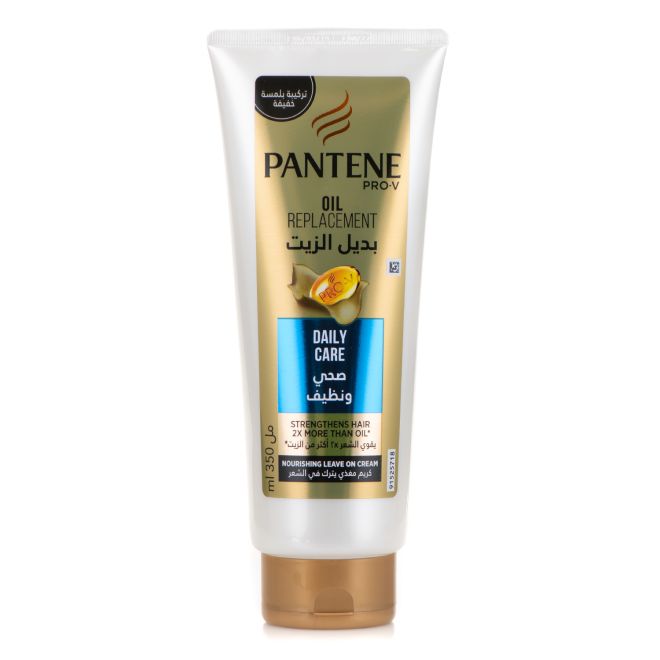 تركيبة بلمسة
خفيفة
PANTENE
PRO-V
OIL
REPLACEMENT
بديل الزيت
PRO-V
DAILY
CARE
صحي
ونظيف
STRENGTHENS HAIR
2X MORE THAN OIL*
يقوي الشعر ٢x أكثر من الزيت*
NOURISHING LEAVE ON CREAM
كريم مغذي يترك في الشعر
ml 350 مل
91525718